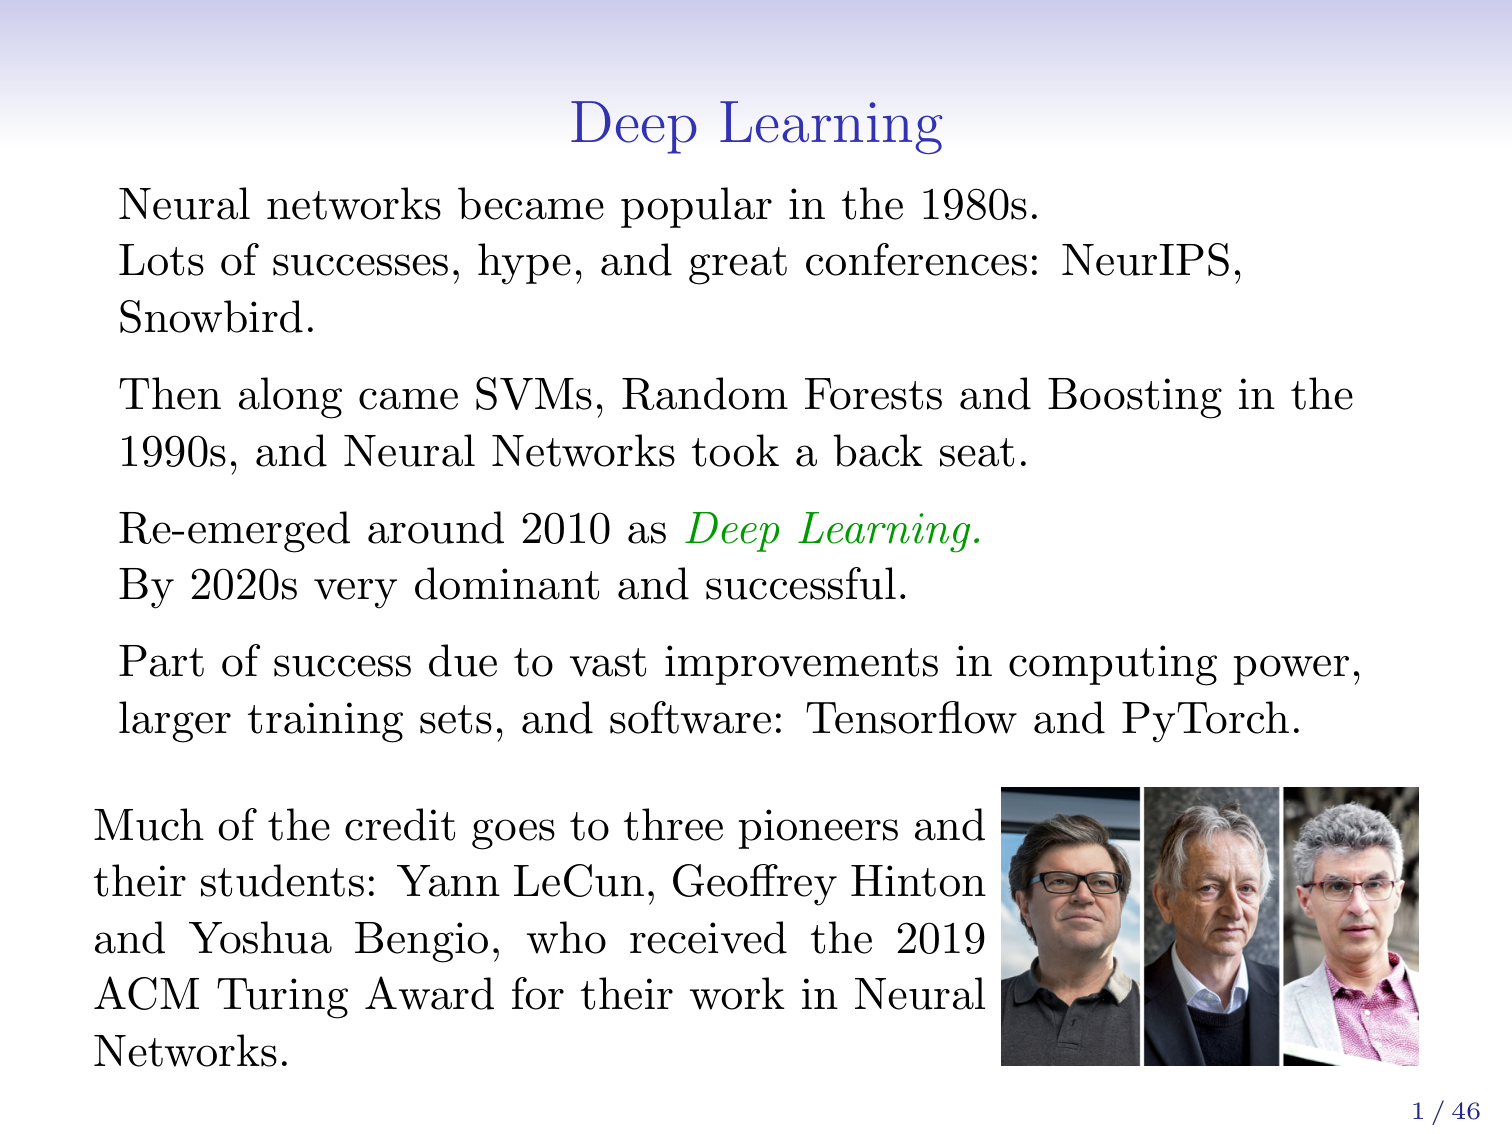 Deep Learning
Neural networks became popular in the 1980s.
Lots of successes, hype, and great conferences: NeurIPS,
Snowbird.
Then along came SVMs, Random Forests and Boosting in the
1990s, and Neural Networks took a back seat.
Re-emerged around 2010 as Deep Learning.
By 2020s very dominant and successful.
Part of success due to vast improvements in computing power,
larger training sets, and software: Tensorflow and PyTorch.
Much of the credit goes to three pioneers and
their students: Yann LeCun, Geoffrey Hinton
and Yoshua Bengio, who received the 2019
ACM Turing Award for their work in Neural
Networks.
1 / 46